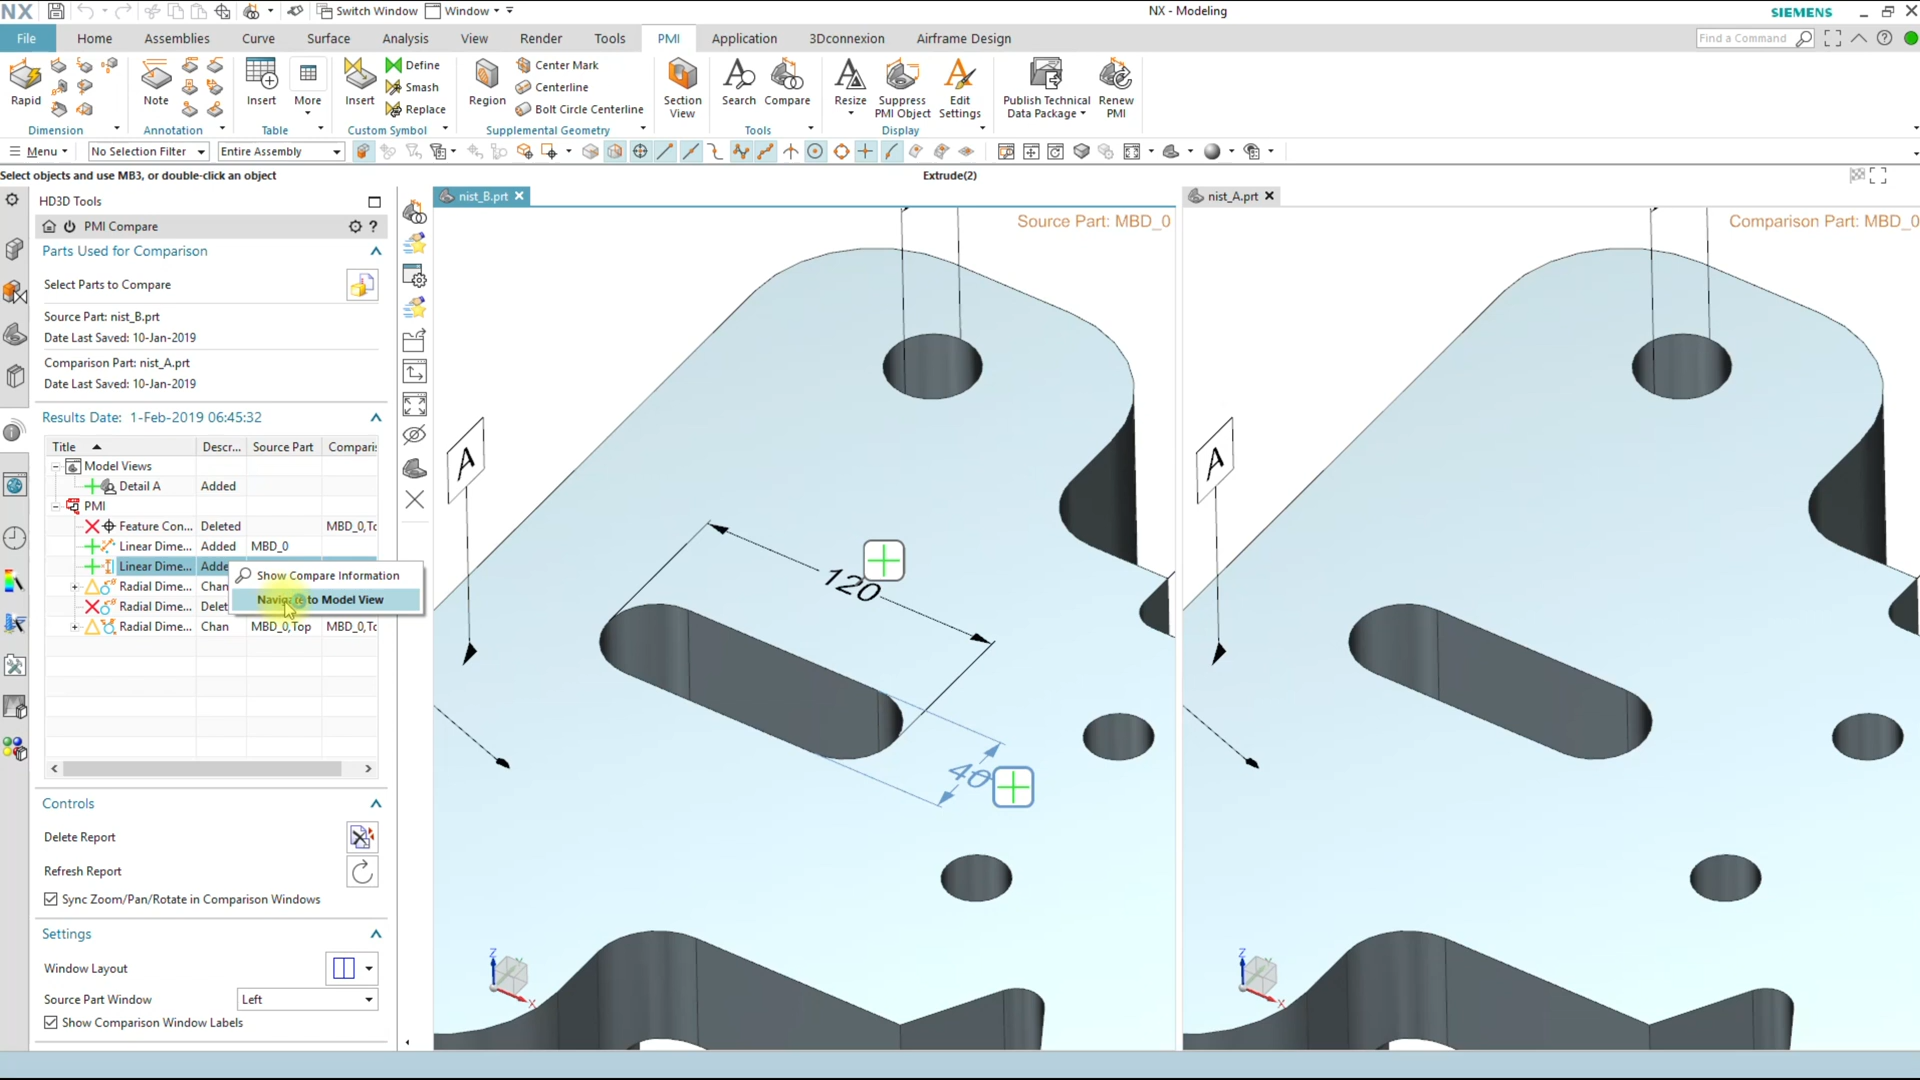 NX
Switch Window
Window
NX - Modeling
SIEMENS
File
Home
Assemblies
Curve
Surface
Analysis
View
Render
Tools
PMI
Application
3Dconnexion
Airframe Design
Find a Command
Rapid
Dimension
Note
Annotation
Insert
More
Table
Insert
Define
Smash
Replace
Custom Symbol
Region
Center Mark
Centerline
Bolt Circle Centerline
Supplemental Geometry
Section
View
Search
Compare
Tools
Resize
Suppress
PMI Object
Edit
Settings
Display
Publish Technical
Data Package
Renew
PMI
Menu
No Selection Filter
Entire Assembly
Select objects and use MB3, or double-click an object
Extrude(2)
HD3D Tools
PMI Compare
Parts Used for Comparison
Select Parts to Compare
Source Part: nist_B.prt
Date Last Saved: 10-Jan-2019
Comparison Part: nist_A.prt
Date Last Saved: 10-Jan-2019
Results Date: 1-Feb-2019 06:45:32
Title Descr... Source Part Compari
Model Views
Detail A Added
PMI
Feature Con... Deleted MBD_0,To
Linear Dime... Added MBD_0
Linear Dime... Adde
Radial Dime... Chan
Radial Dime... Delet
Radial Dime... Chan MBD_0,Top MBD_0,To
Show Compare Information
Navigate to Model View
Controls
Delete Report
Refresh Report
Sync Zoom/Pan/Rotate in Comparison Windows
Settings
Window Layout
Source Part Window Left
Show Comparison Window Labels
nist_B.prt
Source Part: MBD_0
A
120
40
Z
X
nist_A.prt
Comparison Part: MBD_0
A
Z
X